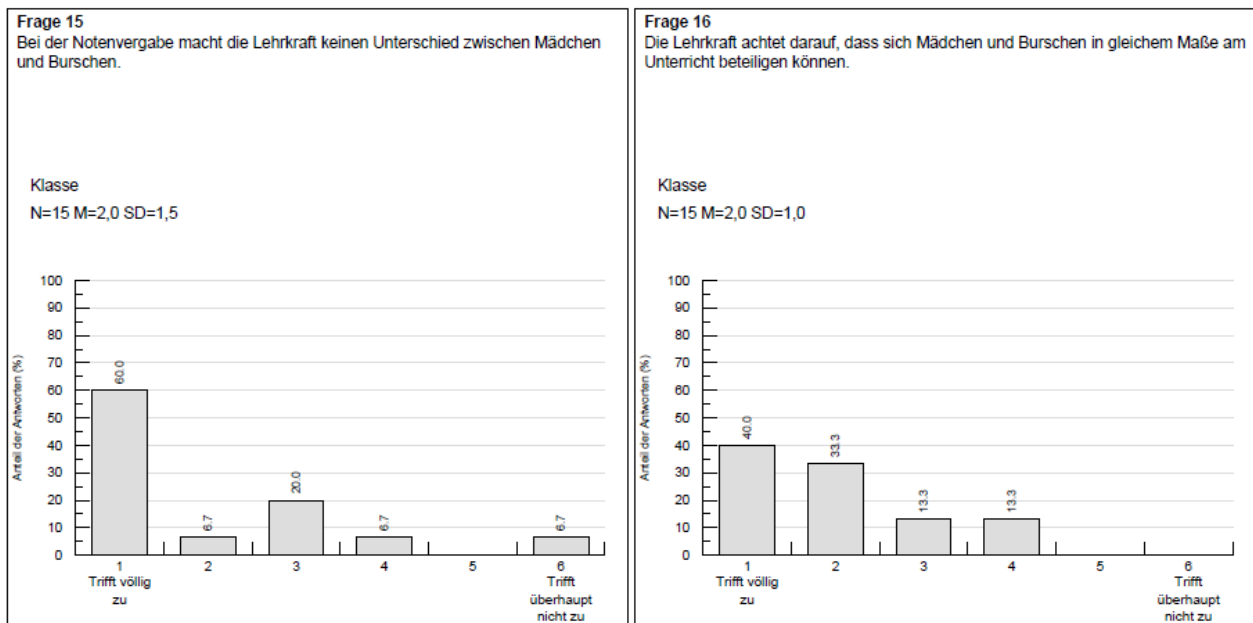 Frage 15
Bei der Notenvergabe macht die Lehrkraft keinen Unterschied zwischen Mädchen
und Burschen.
Klasse
N=15 M=2,0 SD=1,5
Anteil der Antworten (%)
100
90
80
70
60
50
40
30
20
10
0
60.0
6.7
20.0
6.7
6.7
1 2 3 4 5 6
Trifft völlig
zu
Trifft
überhaupt
nicht zu
Frage 16
Die Lehrkraft achtet darauf, dass sich Mädchen und Burschen in gleichem Maße am
Unterricht beteiligen können.
Klasse
N=15 M=2,0 SD=1,0
Anteil der Antworten (%)
100
90
80
70
60
50
40
30
20
10
0
40.0
33.3
13.3
13.3
1 2 3 4 5 6
Trifft völlig
zu
Trifft
überhaupt
nicht zu